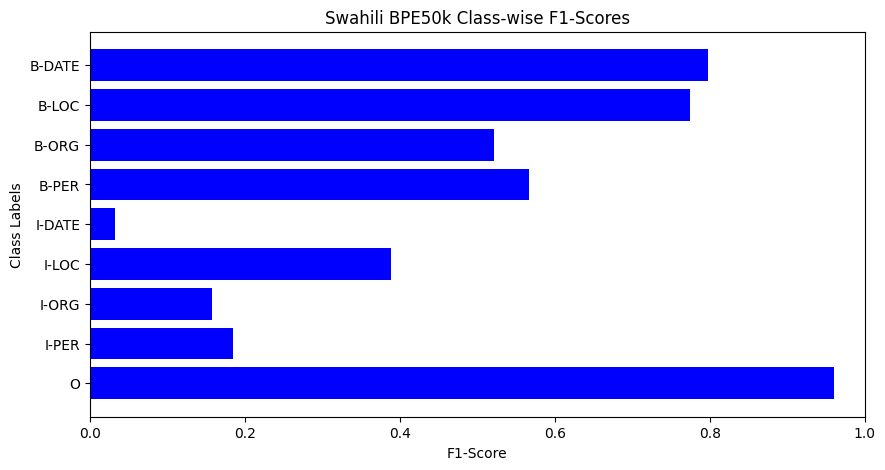 Swahili BPE50k Class-wise F1-Scores
Class Labels
B-DATE
B-LOC
B-ORG
B-PER
I-DATE
I-LOC
I-ORG
I-PER
O
0.0 0.2 0.4 0.6 0.8 1.0
F1-Score